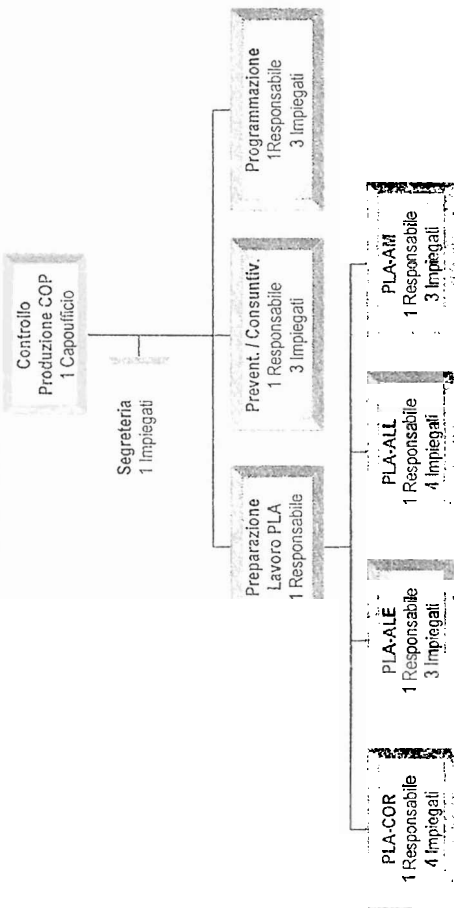 Controllo
Produzione COP
1 Capoufficio
Segreteria
1 Impiegati
Preparazione
Lavoro PLA
1 Responsabile
Prevent. / Consuntiv.
1 Responsabile
3 Impiegati
Programmazione
1Responsabile
3 Impiegati
PLA-COR
1 Responsabile
4 Impiegati
PLA-ALE
1 Responsabile
3 Impiegati
PLA-ALL
1 Responsabile
4 Impiegati
PLA-AM
1 Responsabile
3 Impiegati